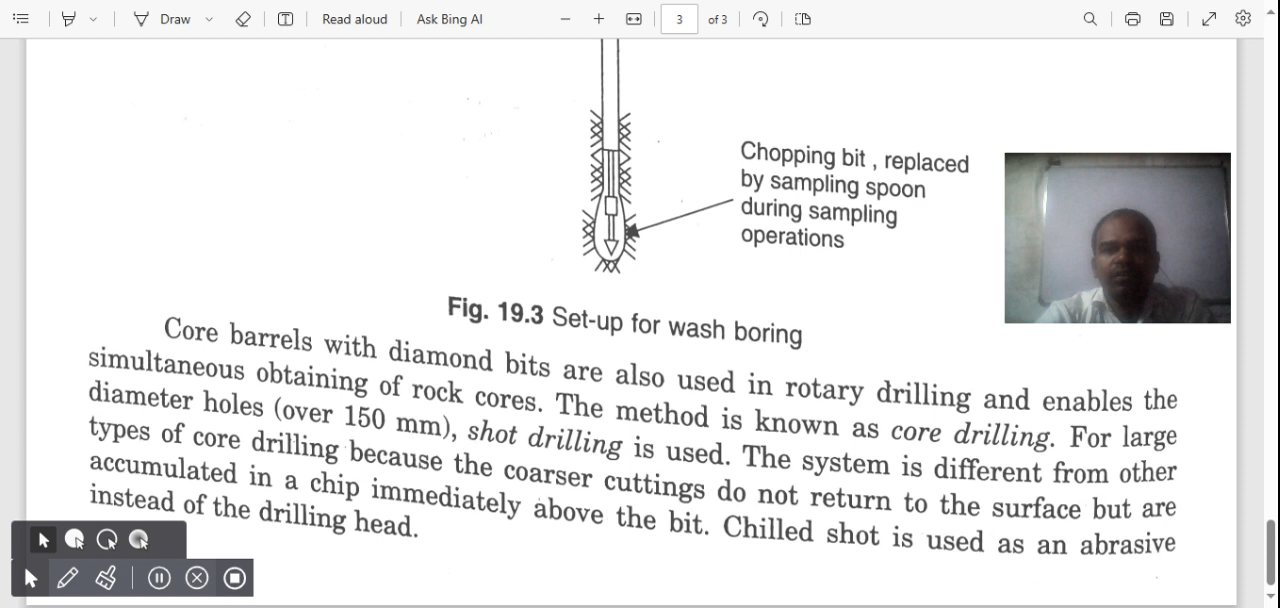 Draw
Read aloud
Ask Bing AI
3
of 3
Chopping bit , replaced
by sampling spoon
during sampling
operations
Fig. 19.3 Set-up for wash boring
Core barrels with diamond bits are also used in rotary drilling and enables the
simultaneous obtaining of rock cores. The method is known as core drilling. For large
diameter holes (over 150 mm), shot drilling is used. The system is different from other
types of core drilling because the coarser cuttings do not return to the surface but are
accumulated in a chip immediately above the bit. Chilled shot is used as an abrasive
instead of the drilling head.